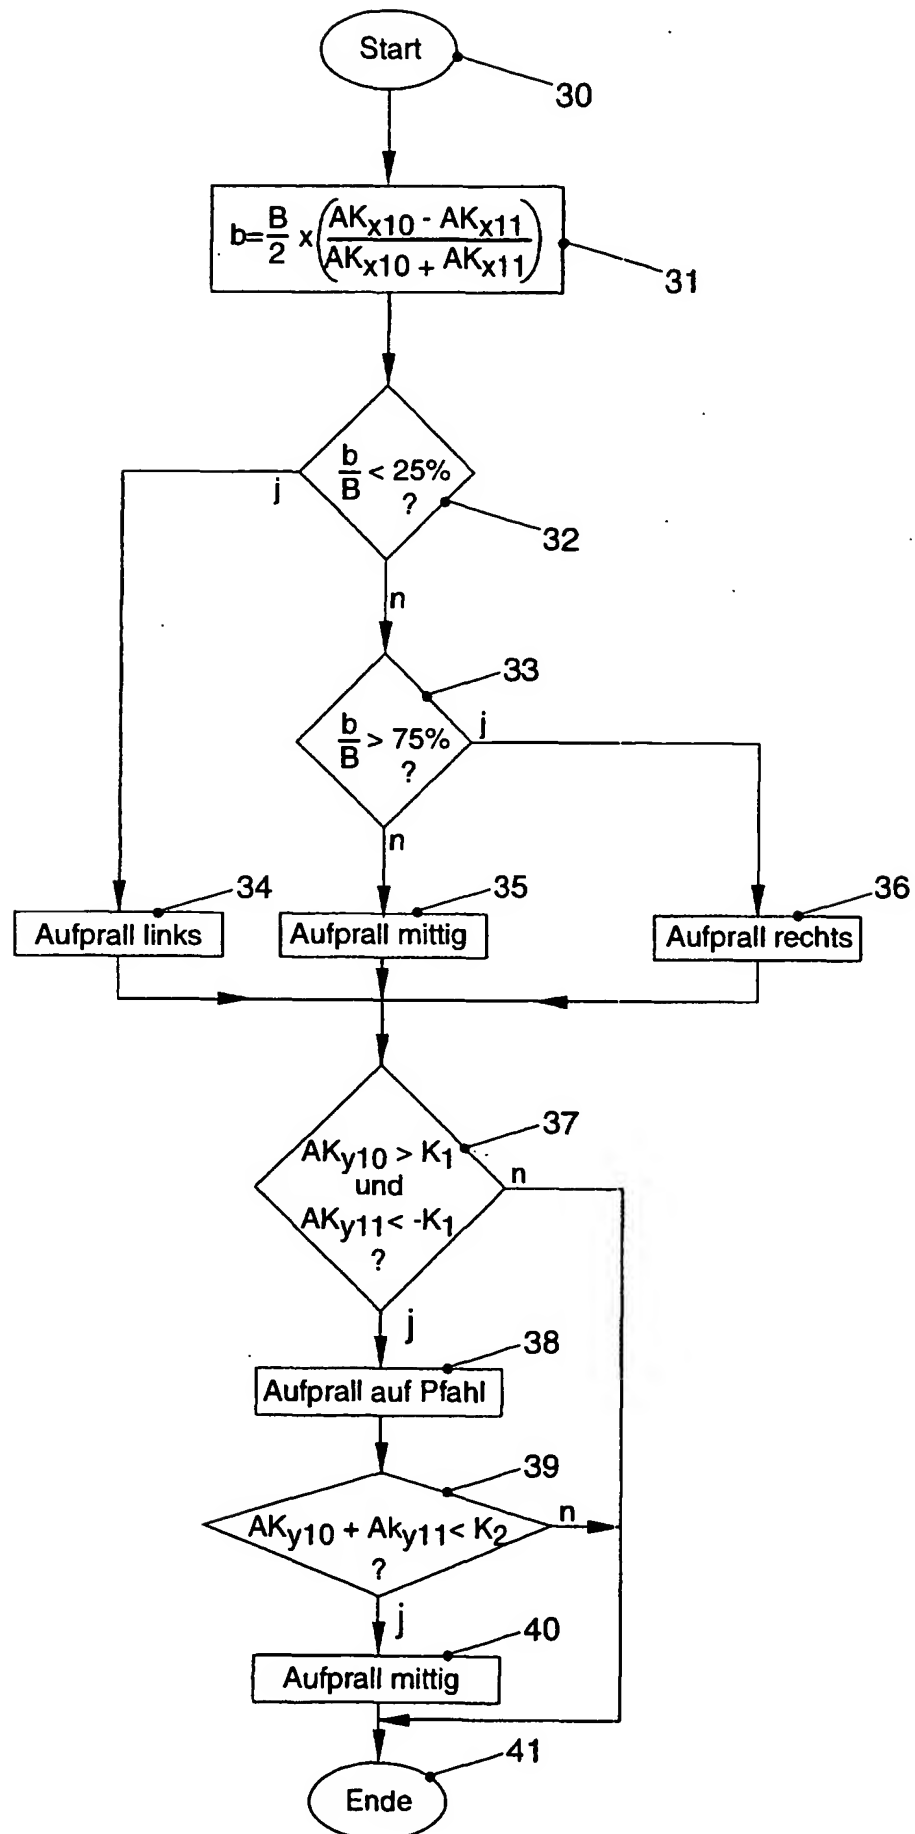 Start
30
b=B/2 x (AKx10 - AKx11 / AKx10 + AKx11)
31
b/B < 25%
?
j
32
n
33
b/B > 75%
?
j
n
34
35
36
Aufprall links
Aufprall mittig
Aufprall rechts
37
AKy10 > K1
und
AKy11 < -K1
?
n
j
38
Aufprall auf Pfahl
39
AKy10 + Aky11 < K2
?
n
j
40
Aufprall mittig
41
Ende